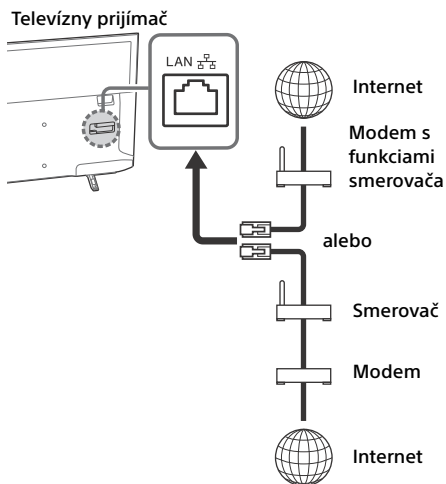 Televízny prijímač
LAN
Internet
Modem s
funkciami
smerovača
alebo
Smerovač
Modem
Internet